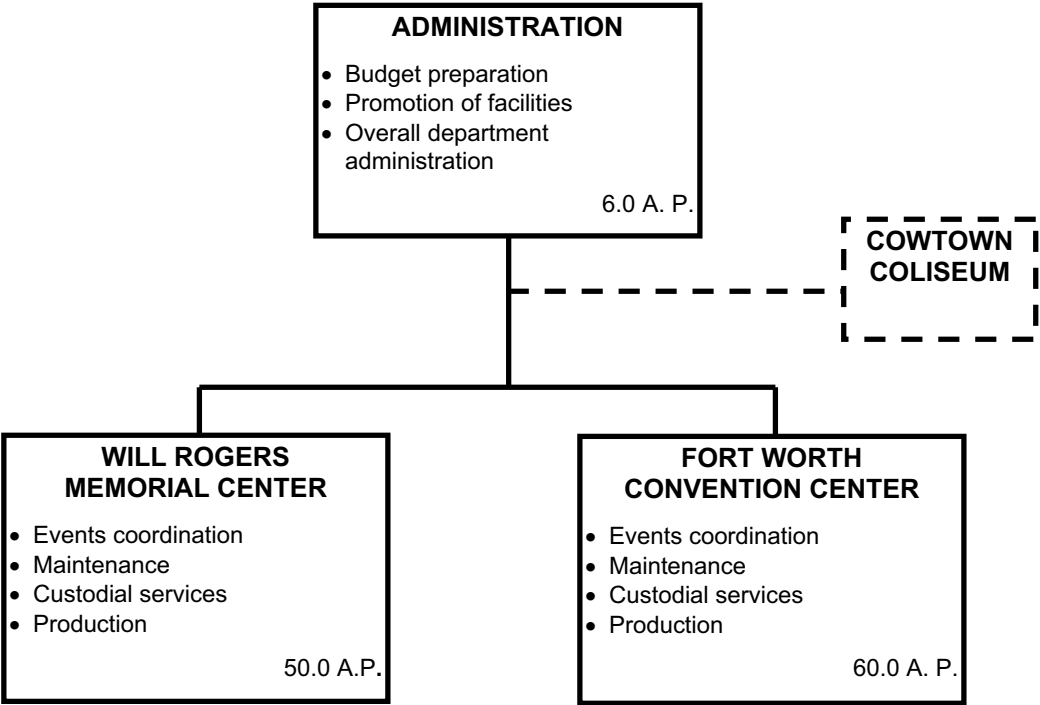 ADMINISTRATION
• Budget preparation
• Promotion of facilities
• Overall department
administration
6.0 A. P.
COWTOWN
COLISEUM
WILL ROGERS
MEMORIAL CENTER
• Events coordination
• Maintenance
• Custodial services
• Production
50.0 A.P.
FORT WORTH
CONVENTION CENTER
• Events coordination
• Maintenance
• Custodial services
• Production
60.0 A. P.